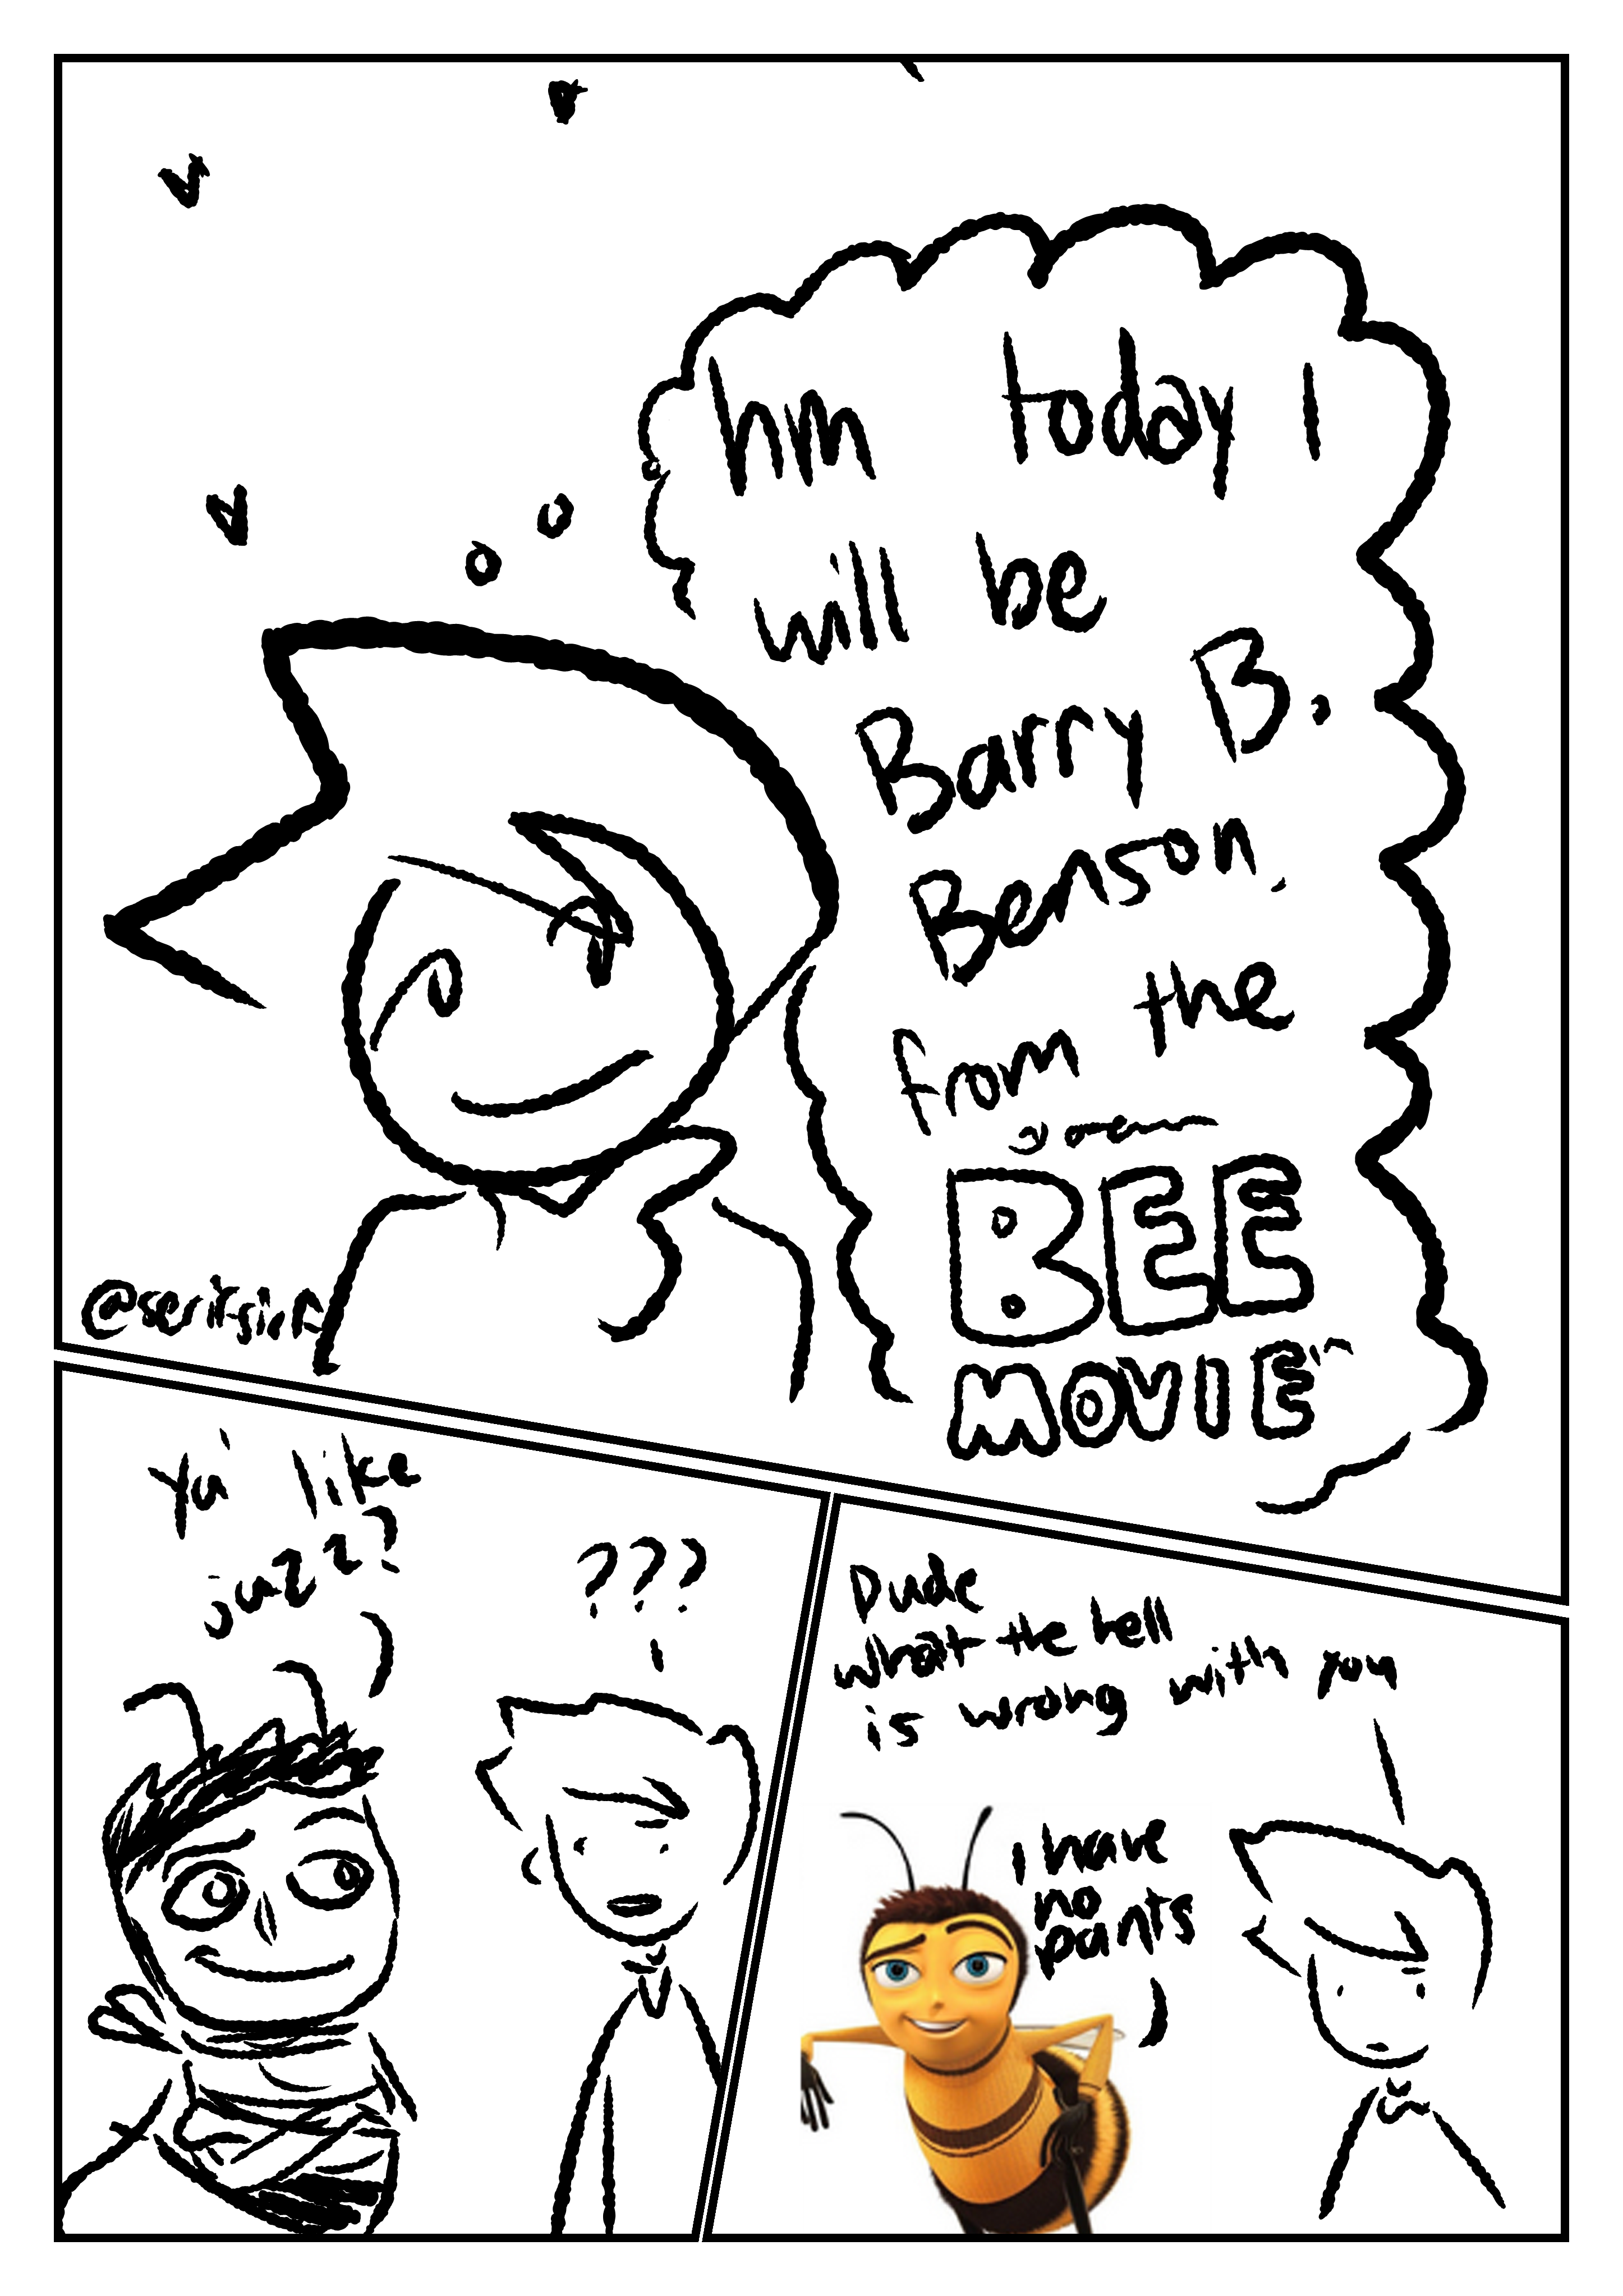 hm today I
will be
Barry B.
Benson,
from the
BEE
MOVIE"
Ya' like
jazz?
???
Dude
what the hell
is wrong with you
I have
no
pants